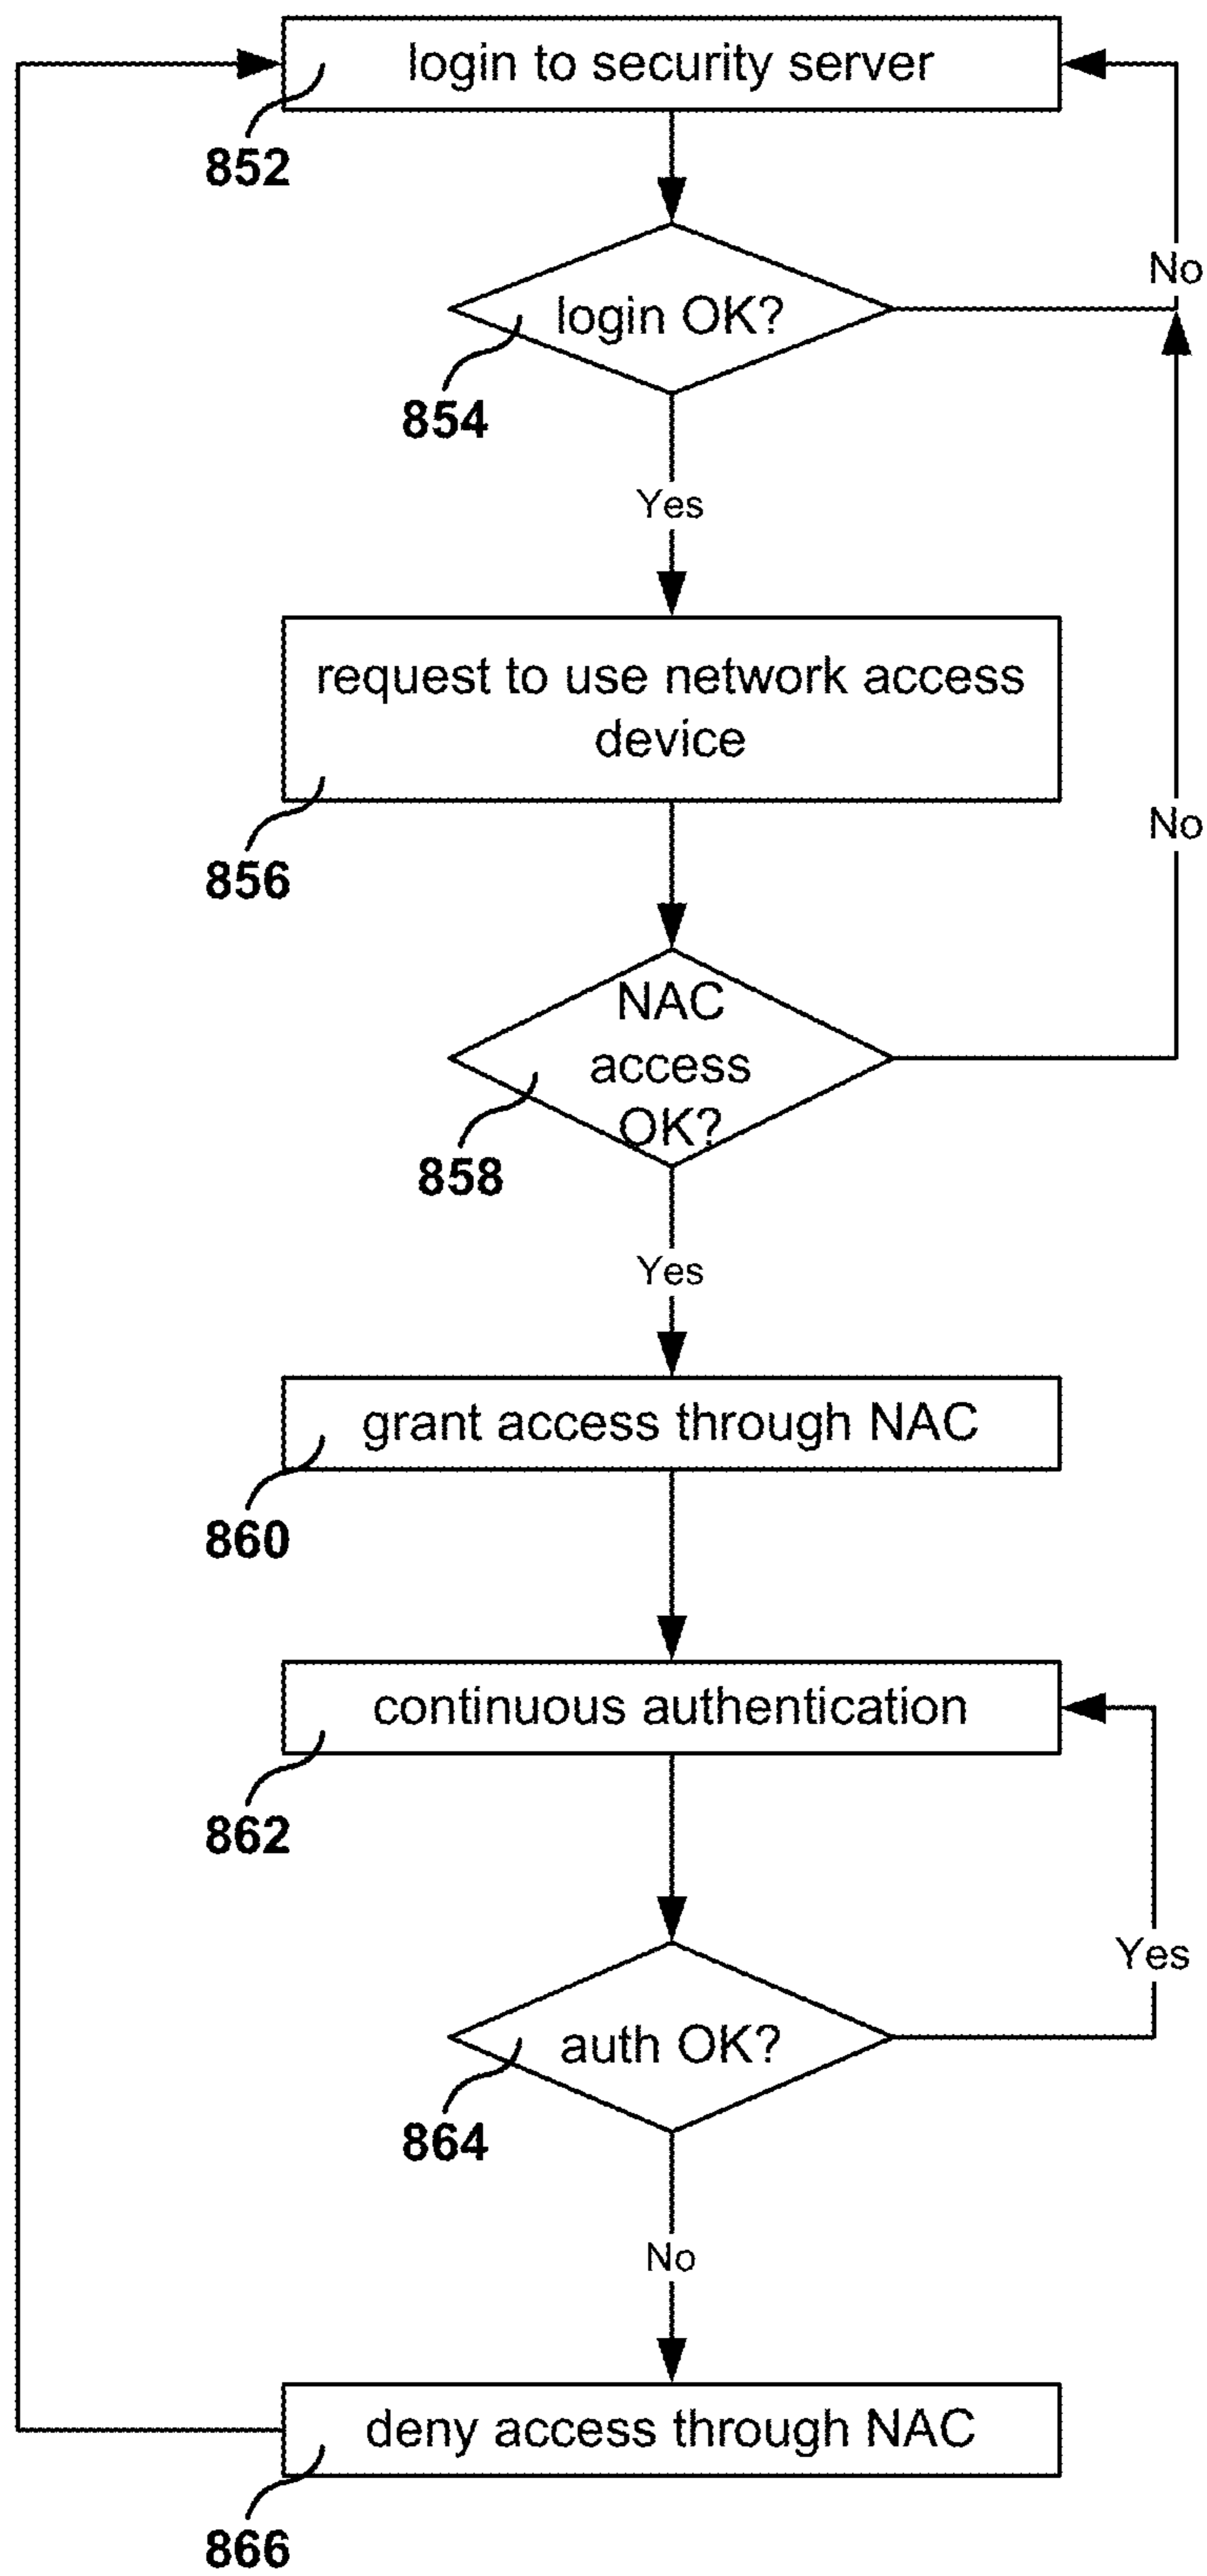 login to security server
852
No
login OK?
854
Yes
request to use network access
device
No
856
NAC
access
OK?
858
Yes
grant access through NAC
860
continuous authentication
862
Yes
auth OK?
864
No
deny access through NAC
866